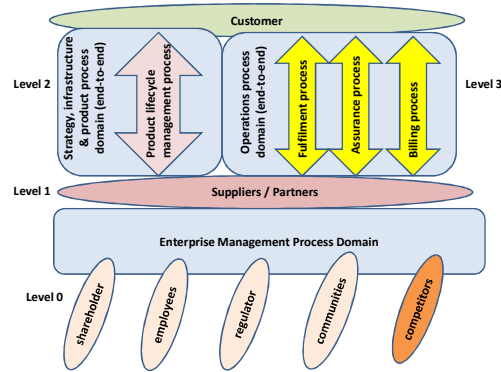 Customer
Level 2
Strategy, infrastructure
& product process
domain (end-to-end)
Product lifecycle
management process
Operations process
domain (end-to-end)
Fulfilment process
Assurance process
Billing process
Level 3
Level 1
Suppliers / Partners
Enterprise Management Process Domain
Level 0
shareholder
employees
regulator
communities
competitors